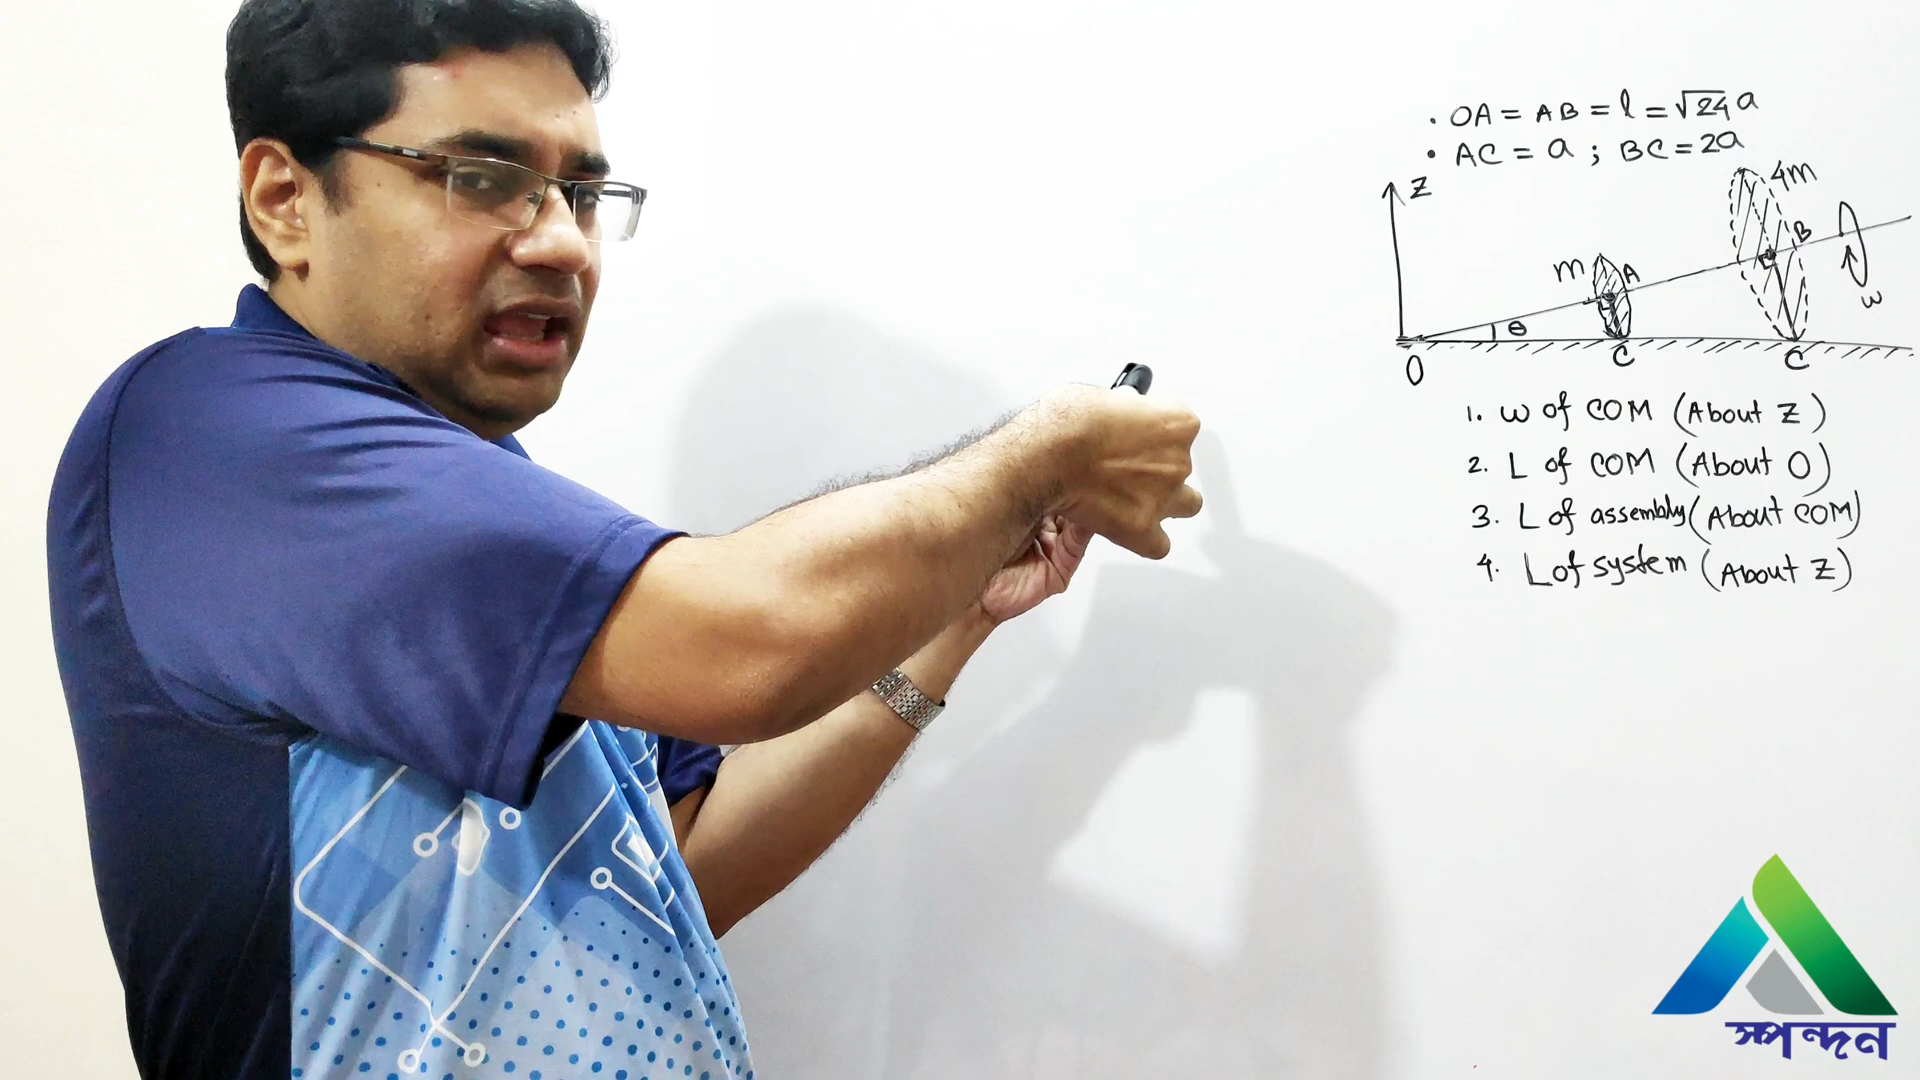 • OA = AB = l = √24 a
• AC = a ; BC = 2a
Z
4m
B
m
A
ω
θ
O
C
C
1. ω of COM (About Z)
2. L of COM (About O)
3. L of assembly (About COM)
4. L of system (About Z)
স্পন্দন